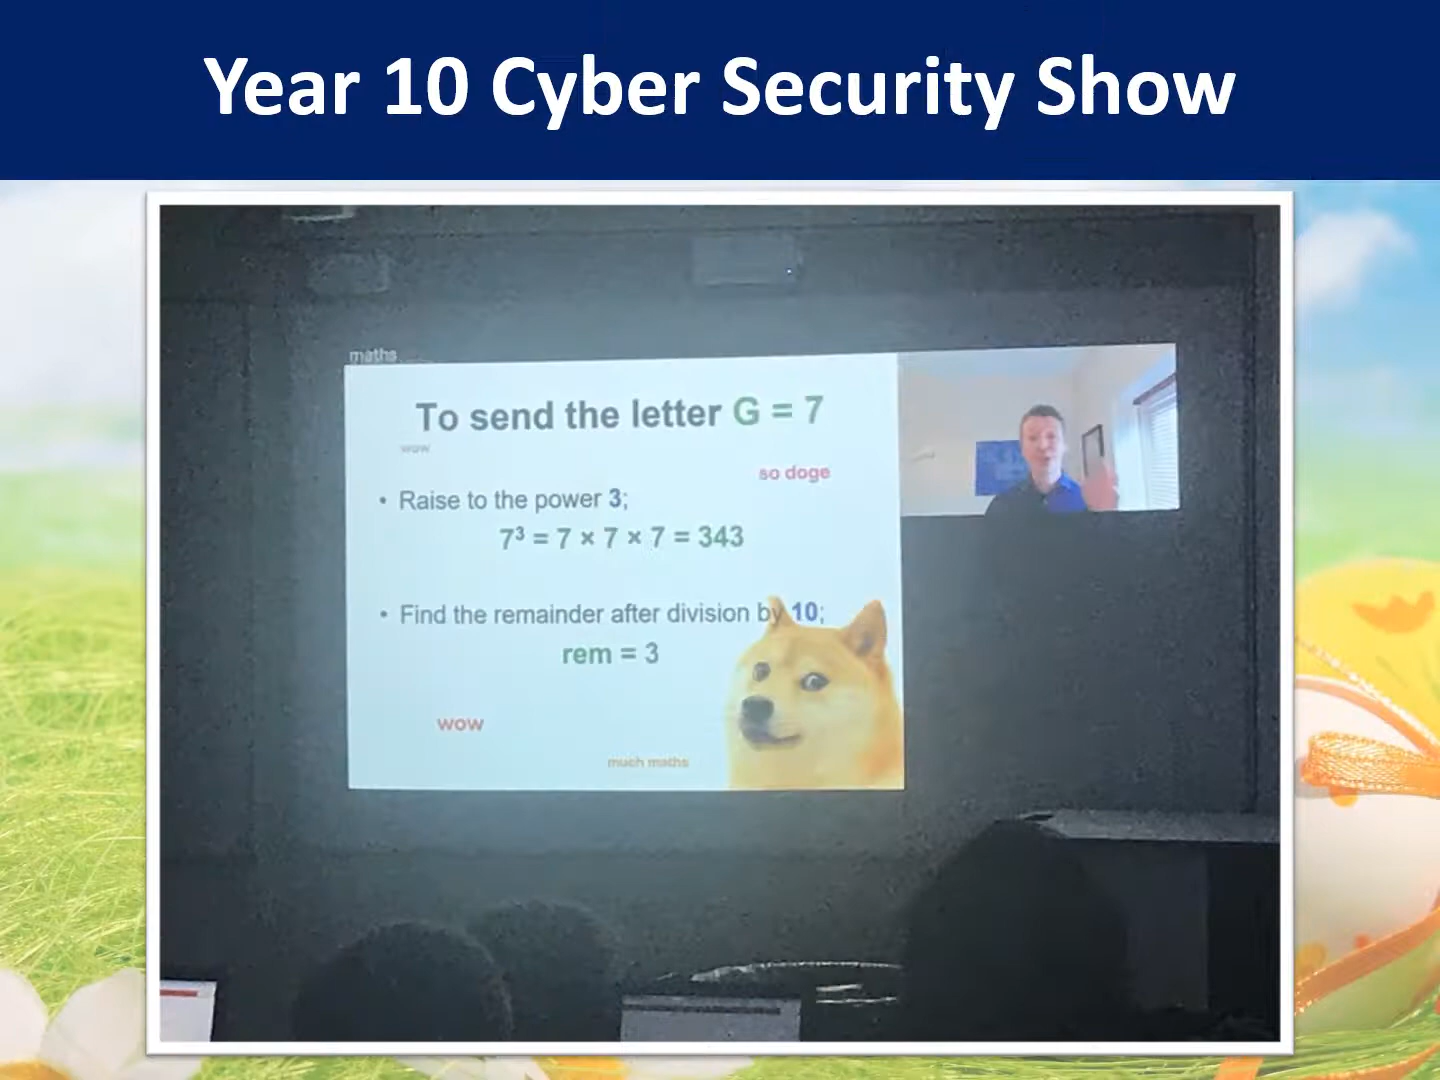 Year 10 Cyber Security Show
maths
To send the letter G = 7
wow
so doge
• Raise to the power 3;
7³ = 7 × 7 × 7 = 343
• Find the remainder after division by 10;
rem = 3
wow
much maths